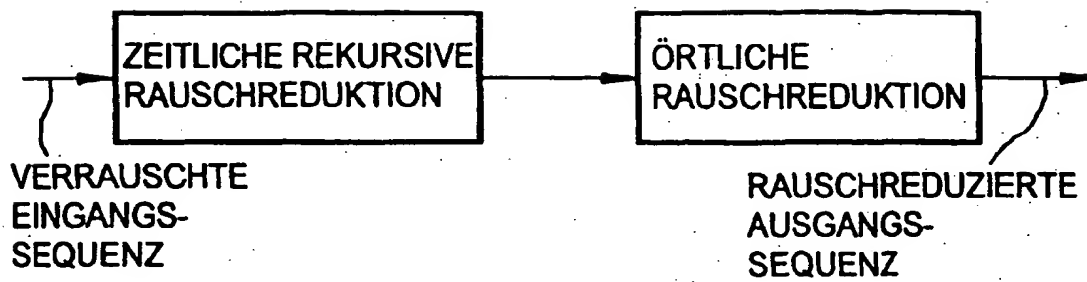 ZEITLICHE REKURSIVE
RAUSCHREDUKTION
ÖRTLICHE
RAUSCHREDUKTION
VERRAUSCHTE
EINGANGS-
SEQUENZ
RAUSCHREDUZIERTE
AUSGANGS-
SEQUENZ